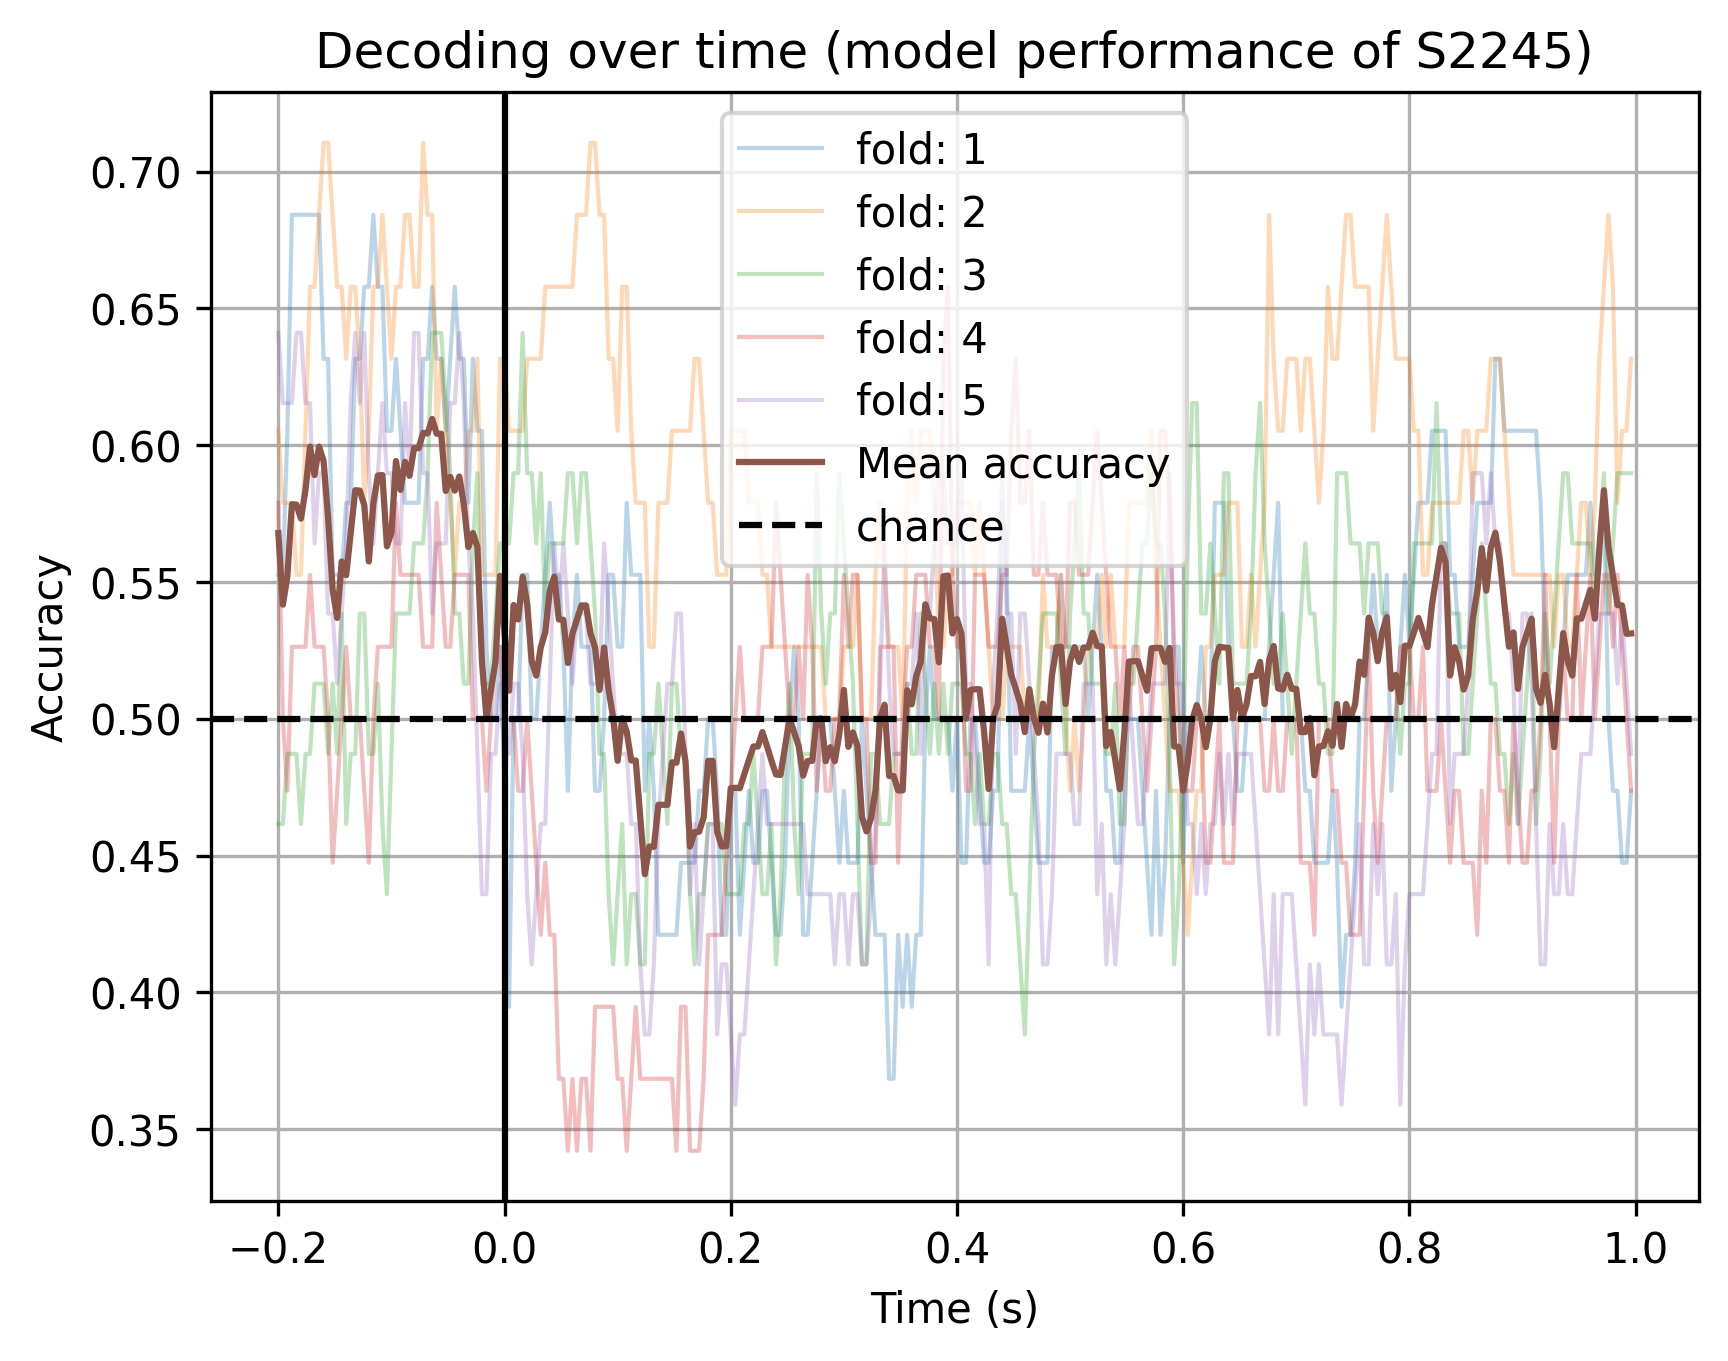 Decoding over time (model performance of S2245)
fold: 1
fold: 2
fold: 3
fold: 4
fold: 5
Mean accuracy
chance
Accuracy
0.70
0.65
0.60
0.55
0.50
0.45
0.40
0.35
−0.2 0.0 0.2 0.4 0.6 0.8 1.0
Time (s)